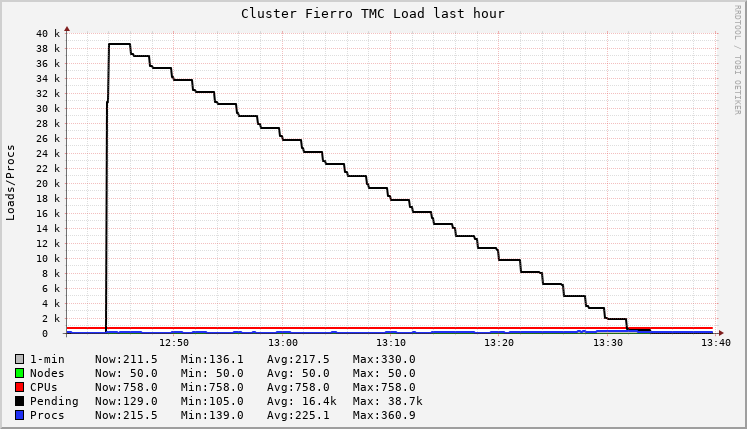 Cluster Fierro TMC Load last hour
RRDTOOL / TOBI OETIKER
Loads/Procs
40 k
38 k
36 k
34 k
32 k
30 k
28 k
26 k
24 k
22 k
20 k
18 k
16 k
14 k
12 k
10 k
8 k
6 k
4 k
2 k
0
12:50 13:00 13:10 13:20 13:30 13:40
1-min Now:211.5 Min:136.1 Avg:217.5 Max:330.0
Nodes Now: 50.0 Min: 50.0 Avg: 50.0 Max: 50.0
CPUs Now:758.0 Min:758.0 Avg:758.0 Max:758.0
Pending Now:129.0 Min:105.0 Avg: 16.4k Max: 38.7k
Procs Now:215.5 Min:139.0 Avg:225.1 Max:360.9